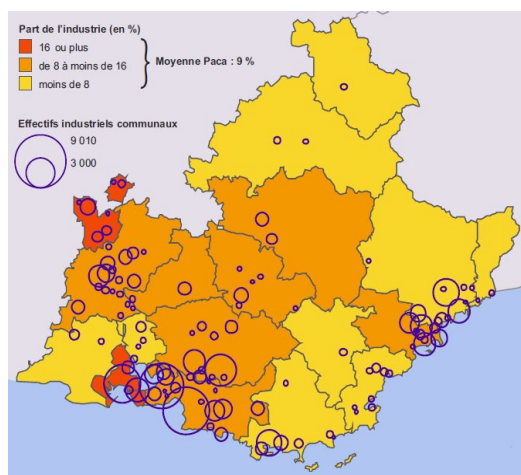 Part de l'industrie (en %)
16 ou plus
de 8 à moins de 16
moins de 8
Moyenne Paca : 9 %
Effectifs industriels communaux
9 010
3 000